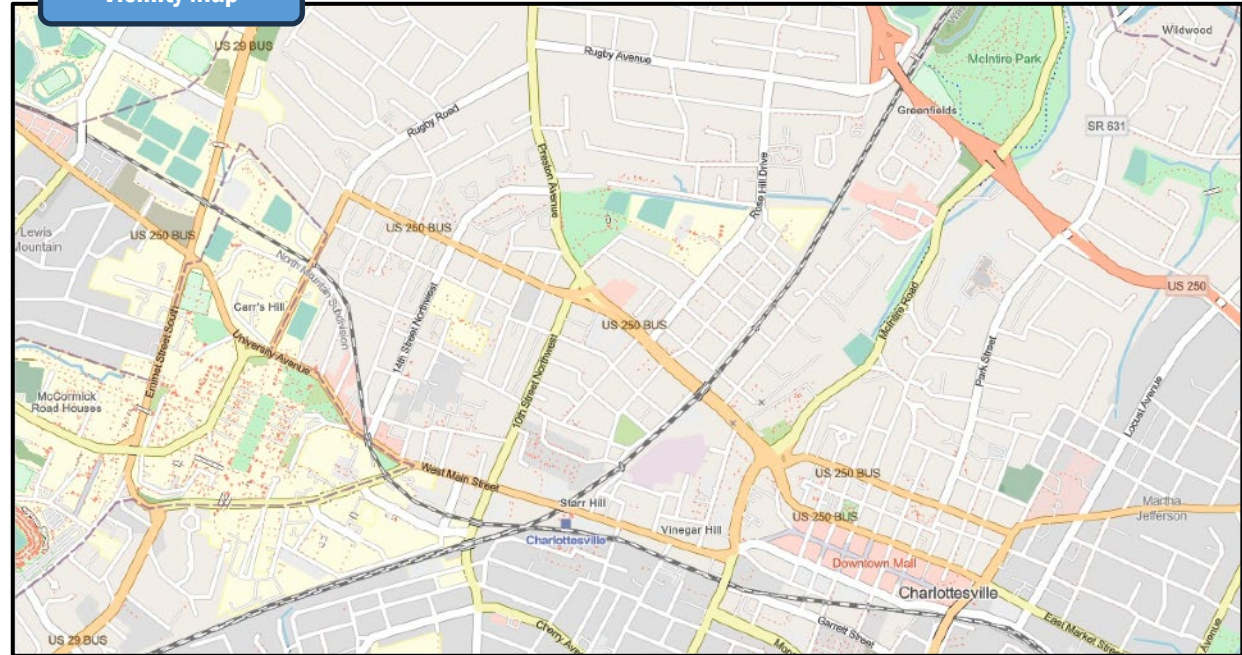 Vicinity Map
Wildwood
US 29 BUS
Rugby Avenue
McIntire Park
Greenfields
Rugby Road
SR 631
Preston Avenue
Rose Hill Drive
Lewis
Mountain
US 250 BUS
US 250 BUS
North Mountain Subdivision
US 250
Carr's Hill
14th Street Northwest
US 250 BUS
McIntire Road
Emmet Street South
University Avenue
Park Street
McCormick
Road Houses
10th Street Northwest
Locust Avenue
West Main Street
US 250 BUS
Starr Hill
Martha
Jefferson
US 250 BUS
Vinegar Hill
Charlottesville
Downtown Mall
Charlottesville
US 29 BUS
Cherry Ave
Garrett Street
East Market Street
Avenue